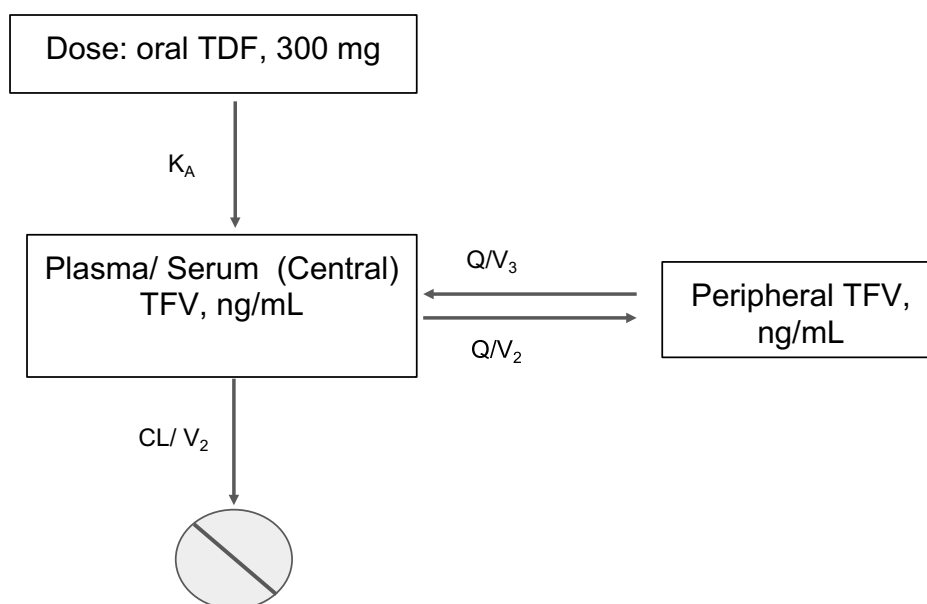 Dose: oral TDF, 300 mg
K_A
Plasma/ Serum (Central)
TFV, ng/mL
Q/V₃
Q/V₂
Peripheral TFV,
ng/mL
CL/ V₂